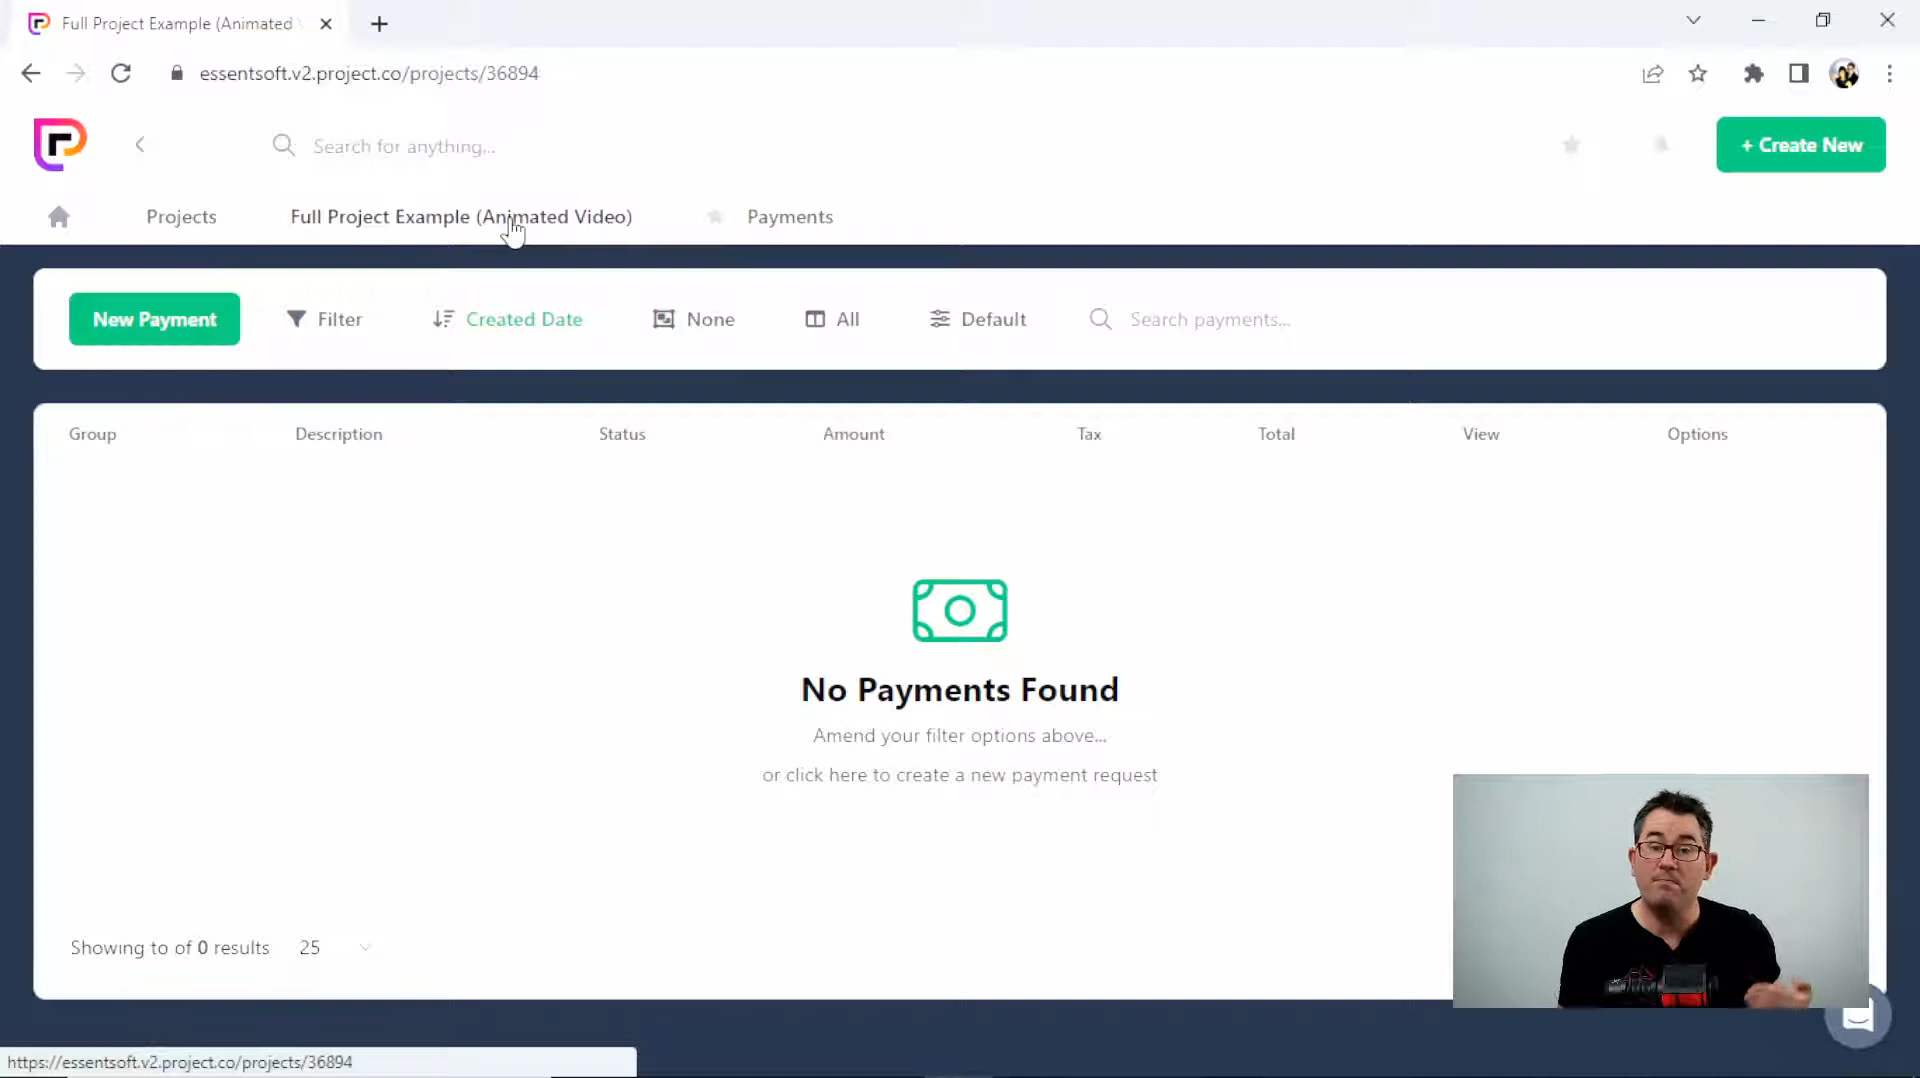 Full Project Example (Animated
essentsoft.v2.project.co/projects/36894
Search for anything...
+ Create New
Projects
Full Project Example (Animated Video)
Payments
New Payment
Filter
Created Date
None
All
Default
Search payments...
Group
Description
Status
Amount
Tax
Total
View
Options
No Payments Found
Amend your filter options above...
or click here to create a new payment request
Showing to of 0 results
25
https://essentsoft.v2.project.co/projects/36894